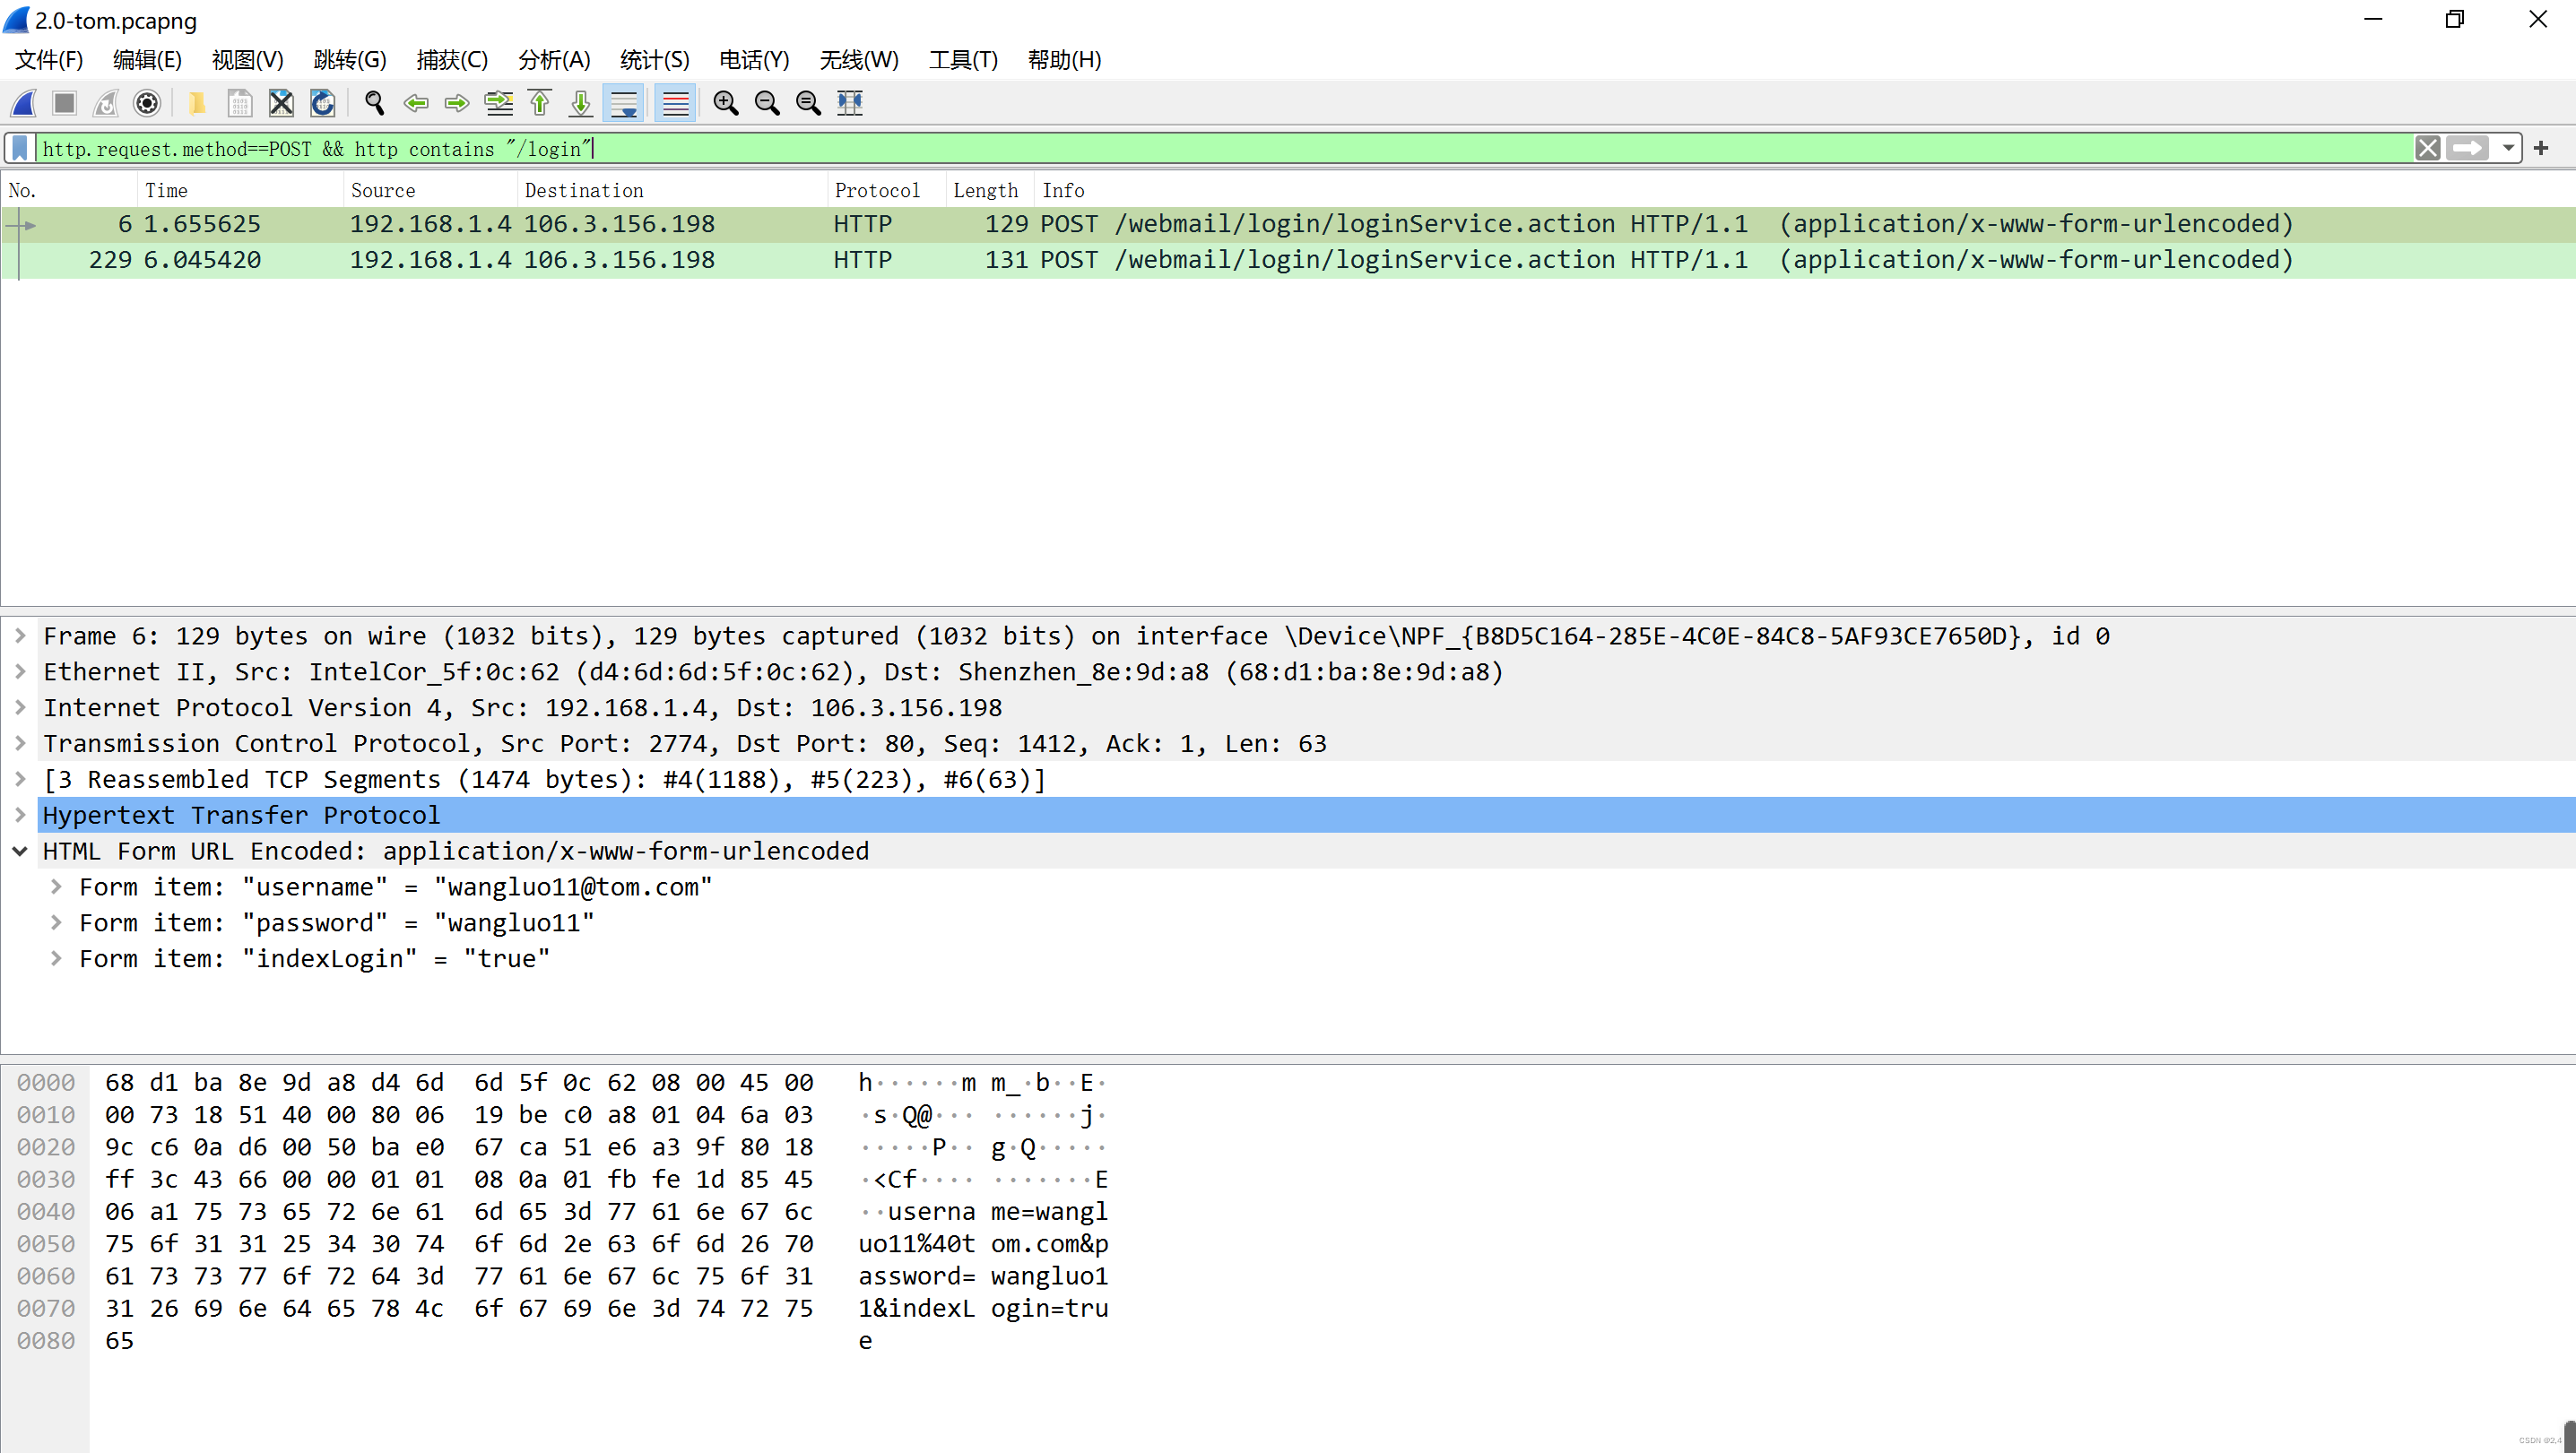 2.0-tom.pcapng
文件(F) 编辑(E) 视图(V) 跳转(G) 捕获(C) 分析(A) 统计(S) 电话(Y) 无线(W) 工具(T) 帮助(H)
http.request.method==POST && http contains "/login"
No. Time Source Destination Protocol Length Info
6 1.655625 192.168.1.4 106.3.156.198 HTTP 129 POST /webmail/login/loginService.action HTTP/1.1 (application/x-www-form-urlencoded)
229 6.045420 192.168.1.4 106.3.156.198 HTTP 131 POST /webmail/login/loginService.action HTTP/1.1 (application/x-www-form-urlencoded)
Frame 6: 129 bytes on wire (1032 bits), 129 bytes captured (1032 bits) on interface \Device\NPF_{B8D5C164-285E-4C0E-84C8-5AF93CE7650D}, id 0
Ethernet II, Src: IntelCor_5f:0c:62 (d4:6d:6d:5f:0c:62), Dst: Shenzhen_8e:9d:a8 (68:d1:ba:8e:9d:a8)
Internet Protocol Version 4, Src: 192.168.1.4, Dst: 106.3.156.198
Transmission Control Protocol, Src Port: 2774, Dst Port: 80, Seq: 1412, Ack: 1, Len: 63
[3 Reassembled TCP Segments (1474 bytes): #4(1188), #5(223), #6(63)]
Hypertext Transfer Protocol
HTML Form URL Encoded: application/x-www-form-urlencoded
Form item: "username" = "wangluo11@tom.com"
Form item: "password" = "wangluo11"
Form item: "indexLogin" = "true"
0000 68 d1 ba 8e 9d a8 d4 6d 6d 5f 0c 62 08 00 45 00 h······m m_·b··E·
0010 00 73 18 51 40 00 80 06 19 be c0 a8 01 04 6a 03 ·s·Q@··· ······j·
0020 9c c6 0a d6 00 50 ba e0 67 ca 51 e6 a3 9f 80 18 ·····P·· g·Q·····
0030 ff 3c 43 66 00 00 01 01 08 0a 01 fb fe 1d 85 45 ·<Cf···· ·······E
0040 06 a1 75 73 65 72 6e 61 6d 65 3d 77 61 6e 67 6c ··userna me=wangl
0050 75 6f 31 31 25 34 30 74 6f 6d 2e 63 6f 6d 26 70 uo11%40t om.com&p
0060 61 73 73 77 6f 72 64 3d 77 61 6e 67 6c 75 6f 31 assword= wangluo1
0070 31 26 69 6e 64 65 78 4c 6f 67 69 6e 3d 74 72 75 1&indexL ogin=tru
0080 65 e
CSDN @2.4